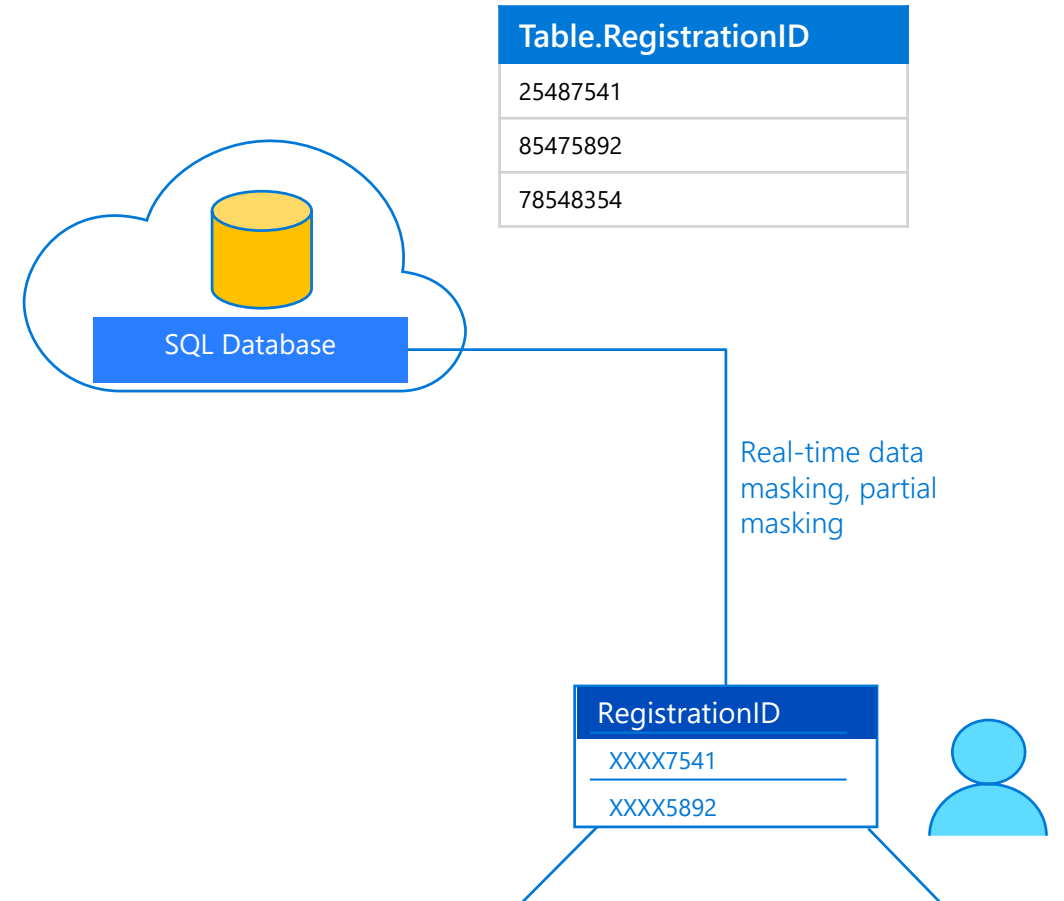 Table.RegistrationID
25487541
85475892
78548354
SQL Database
Real-time data
masking, partial
masking
RegistrationID
XXXX7541
XXXX5892